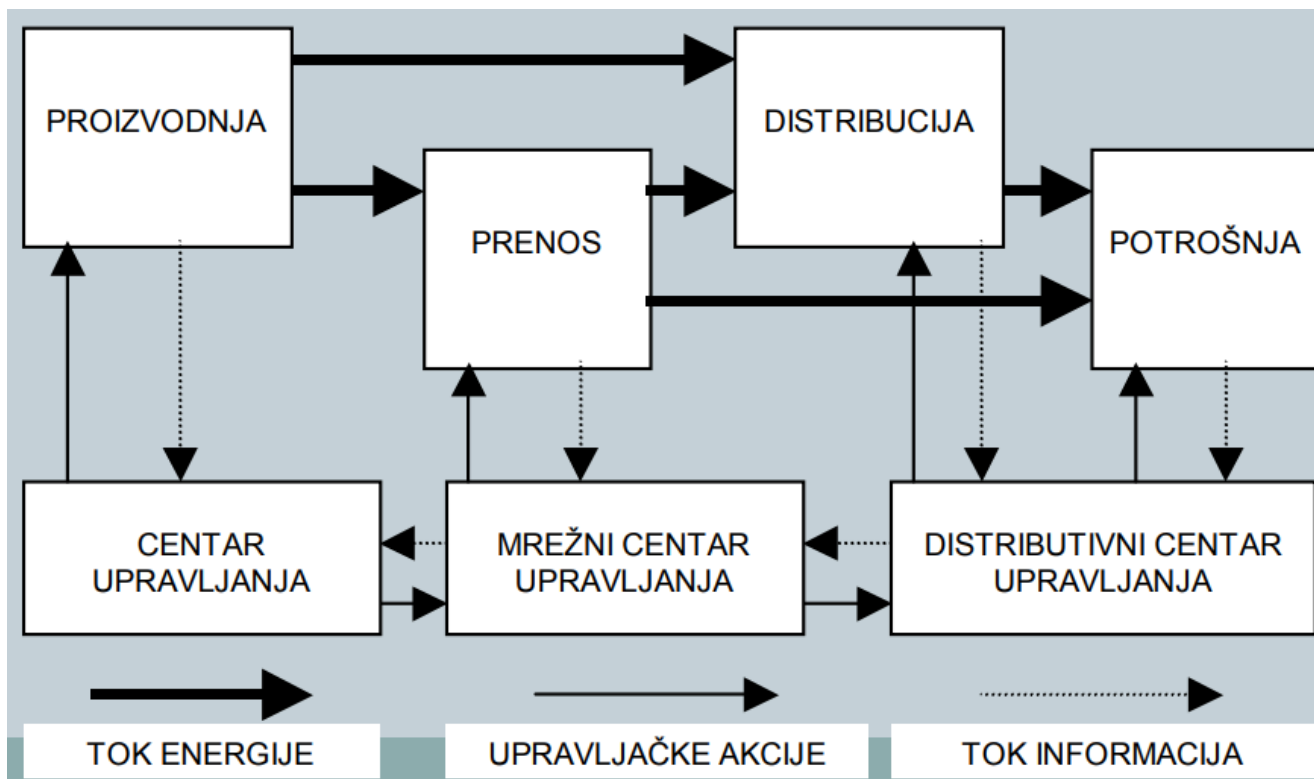 PROIZVODNJA
DISTRIBUCIJA
PRENOS
POTROŠNJA
CENTAR
UPRAVLJANJA
MREŽNI CENTAR
UPRAVLJANJA
DISTRIBUTIVNI CENTAR
UPRAVLJANJA
TOK ENERGIJE
UPRAVLJAČKE AKCIJE
TOK INFORMACIJA